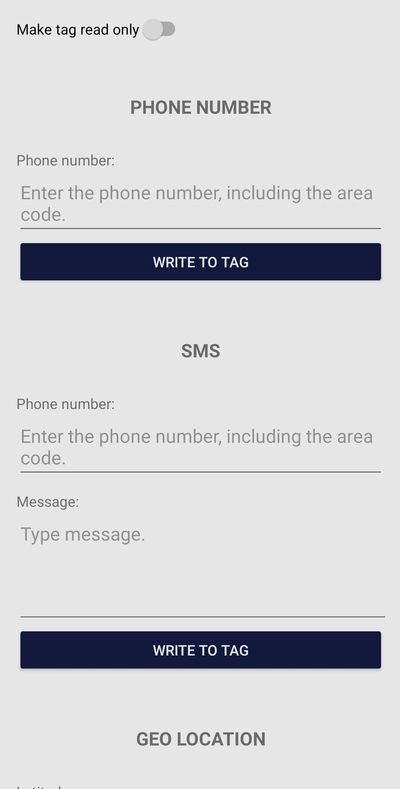 Make tag read only
PHONE NUMBER
Phone number:
Enter the phone number, including the area
code.
WRITE TO TAG
SMS
Phone number:
Enter the phone number, including the area
code.
Message:
Type message.
WRITE TO TAG
GEO LOCATION